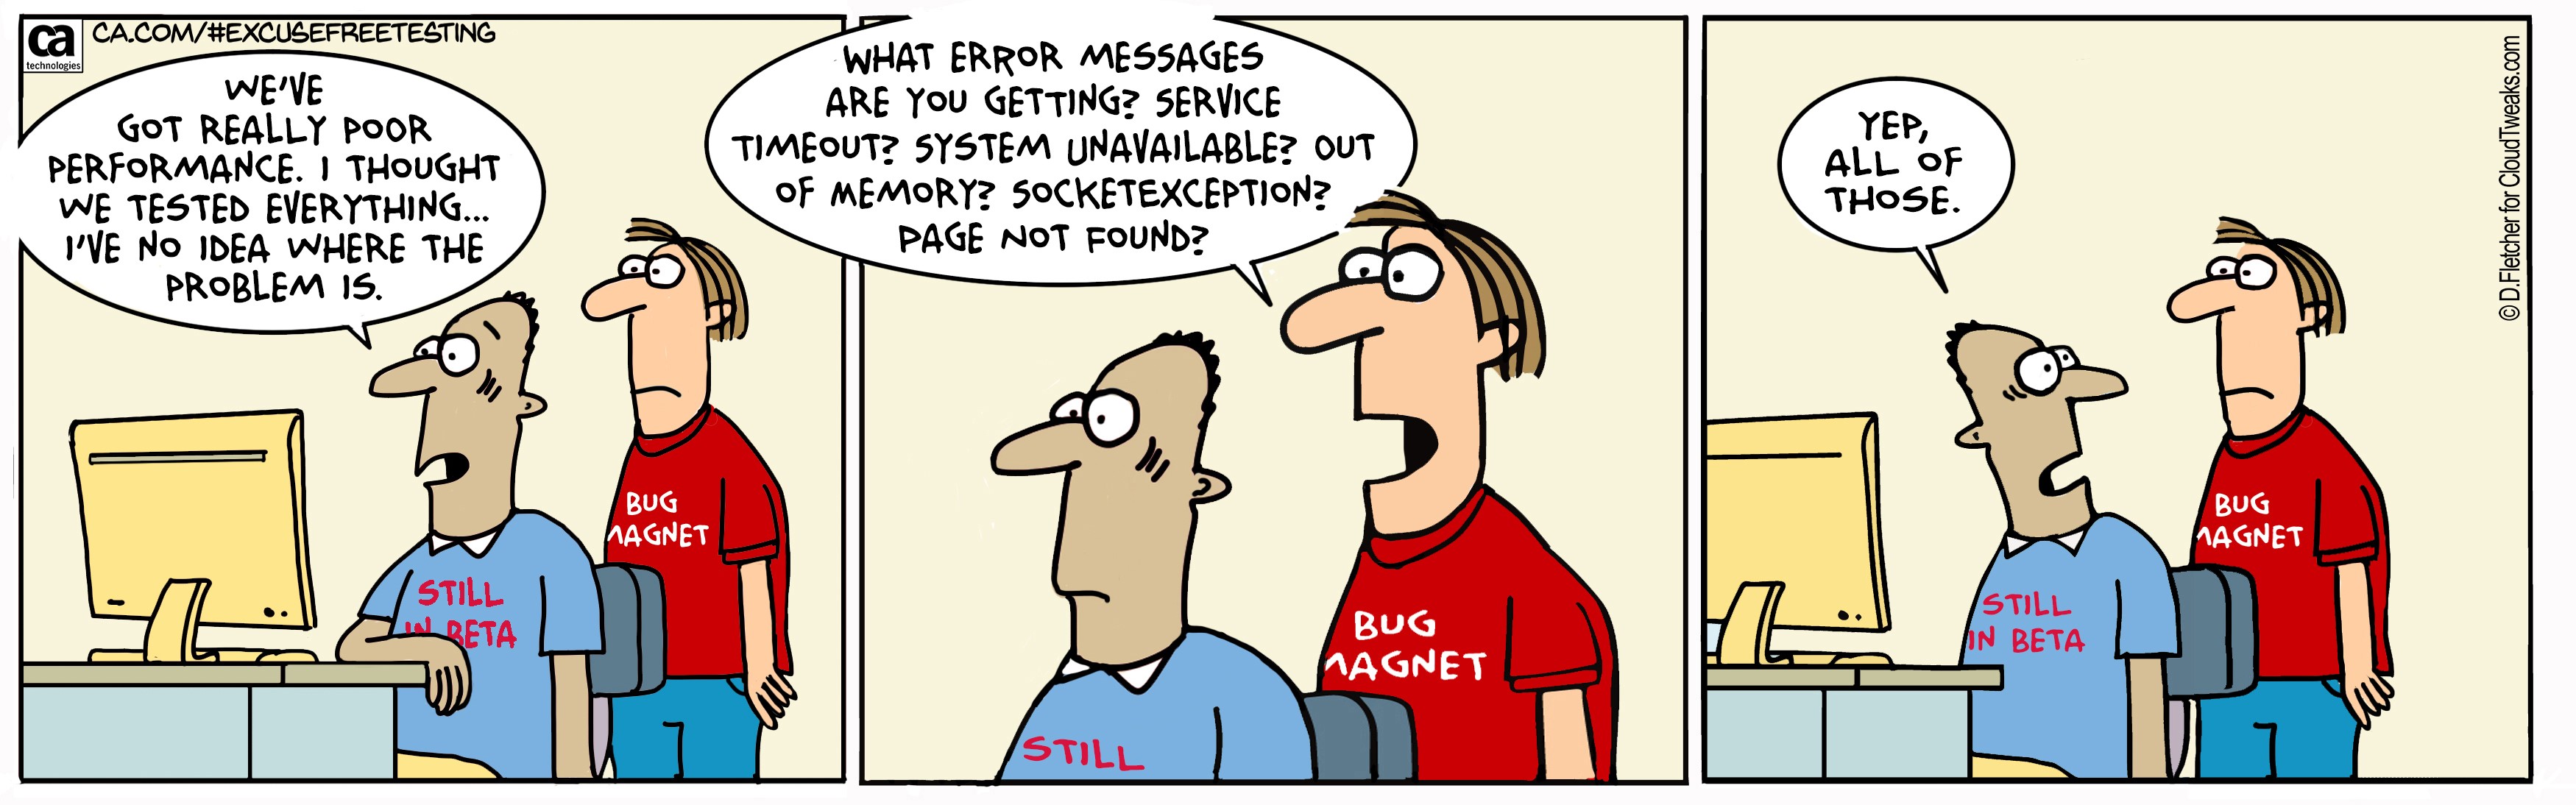 ca
technologies
CA.COM/#EXCUSEFREETESTING
WE'VE
GOT REALLY POOR
PERFORMANCE. I THOUGHT
WE TESTED EVERYTHING...
I'VE NO IDEA WHERE THE
PROBLEM IS.
STILL
IN BETA
BUG
MAGNET
WHAT ERROR MESSAGES
ARE YOU GETTING? SERVICE
TIMEOUT? SYSTEM UNAVAILABLE? OUT
OF MEMORY? SOCKETEXCEPTION?
PAGE NOT FOUND?
STILL
BUG
MAGNET
YEP,
ALL OF
THOSE.
STILL
IN BETA
BUG
MAGNET
© D.Fletcher for CloudTweaks.com